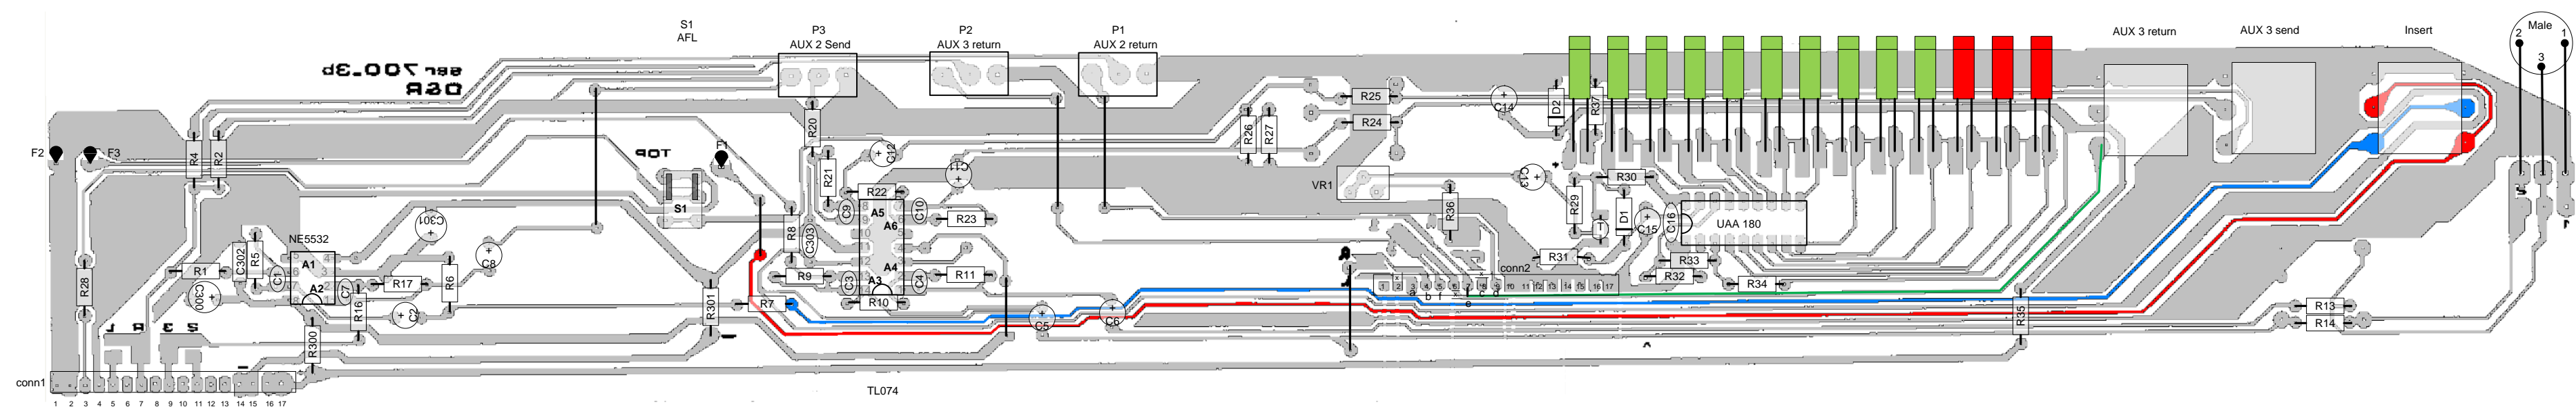 S1
AFL
P3
AUX 2 Send
P2
AUX 3 return
P1
AUX 2 return
AUX 3 return
AUX 3 send
Insert
Male
2
1
3
ser 700.3b
DSR
TOP
F2
F3
F1
R4
R2
R20
R21
C12
C11
R22
C9
A5
C10
A6
R23
R8
C303
R9
C3
A4
A3
R11
C4
R10
R7
R301
S1
R26
R27
R25
R24
VR1
C14
D2
R37
C13
R30
R29
D1
C15
C16
UAA 180
R36
R31
R33
R32
R34
R35
conn2
R13
R14
C5
C6
NE5532
C301
C8
C302
R5
R1
C1
A1
A2
C7
R17
R6
C300
R16
C2
R28
R300
L R 3 2
conn1
1 2 3 4 5 6 7 8 9 10 11 12 13 14 15 16 17
TL074